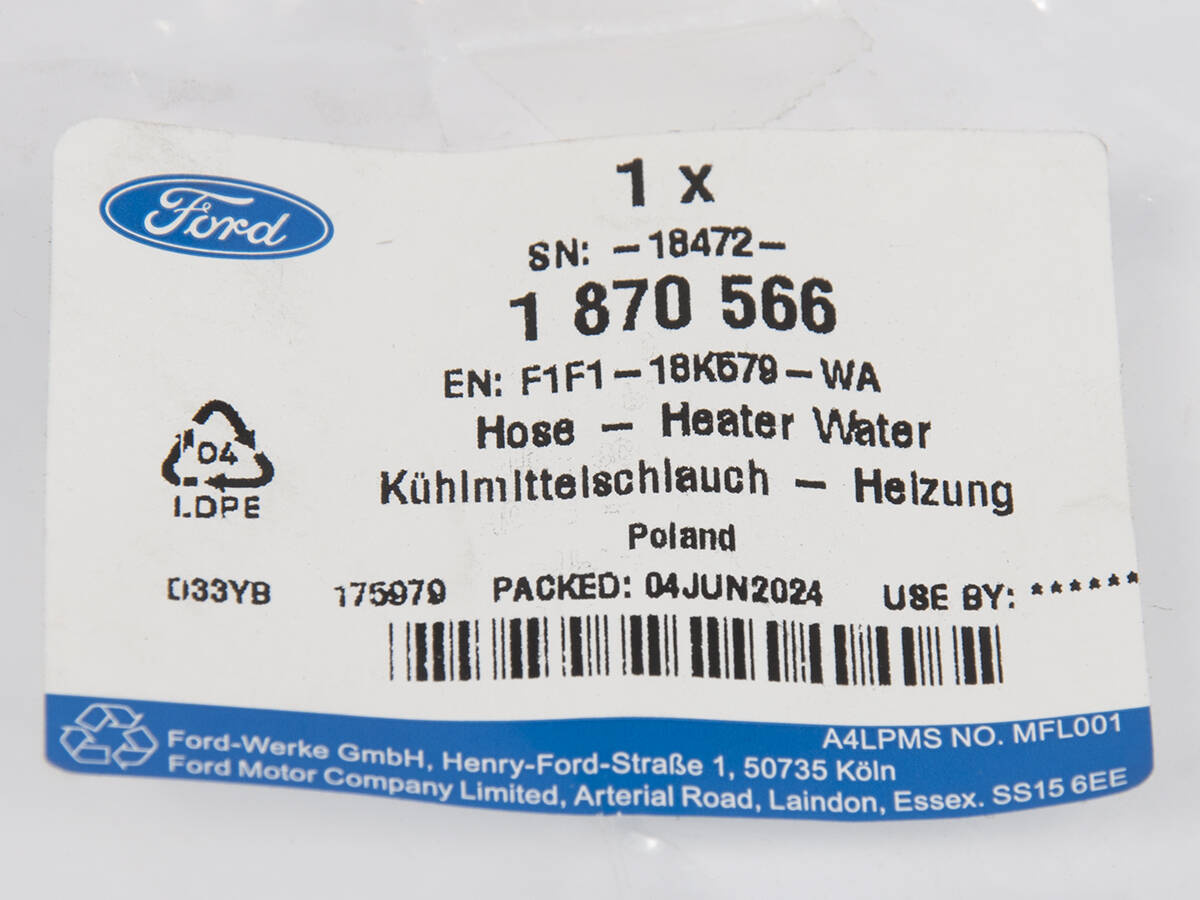 Ford
1 x
SN: -18472-
1 870 566
EN: F1F1-18K579-WA
Hose - Heater Water
Kühlmittelschlauch - Heizung
04
LDPE
Poland
D33YB 175979 PACKED: 04JUN2024 USE BY: ******
A4LPMS NO. MFL001
Ford-Werke GmbH, Henry-Ford-Straße 1, 50735 Köln
Ford Motor Company Limited, Arterial Road, Laindon, Essex. SS15 6EE